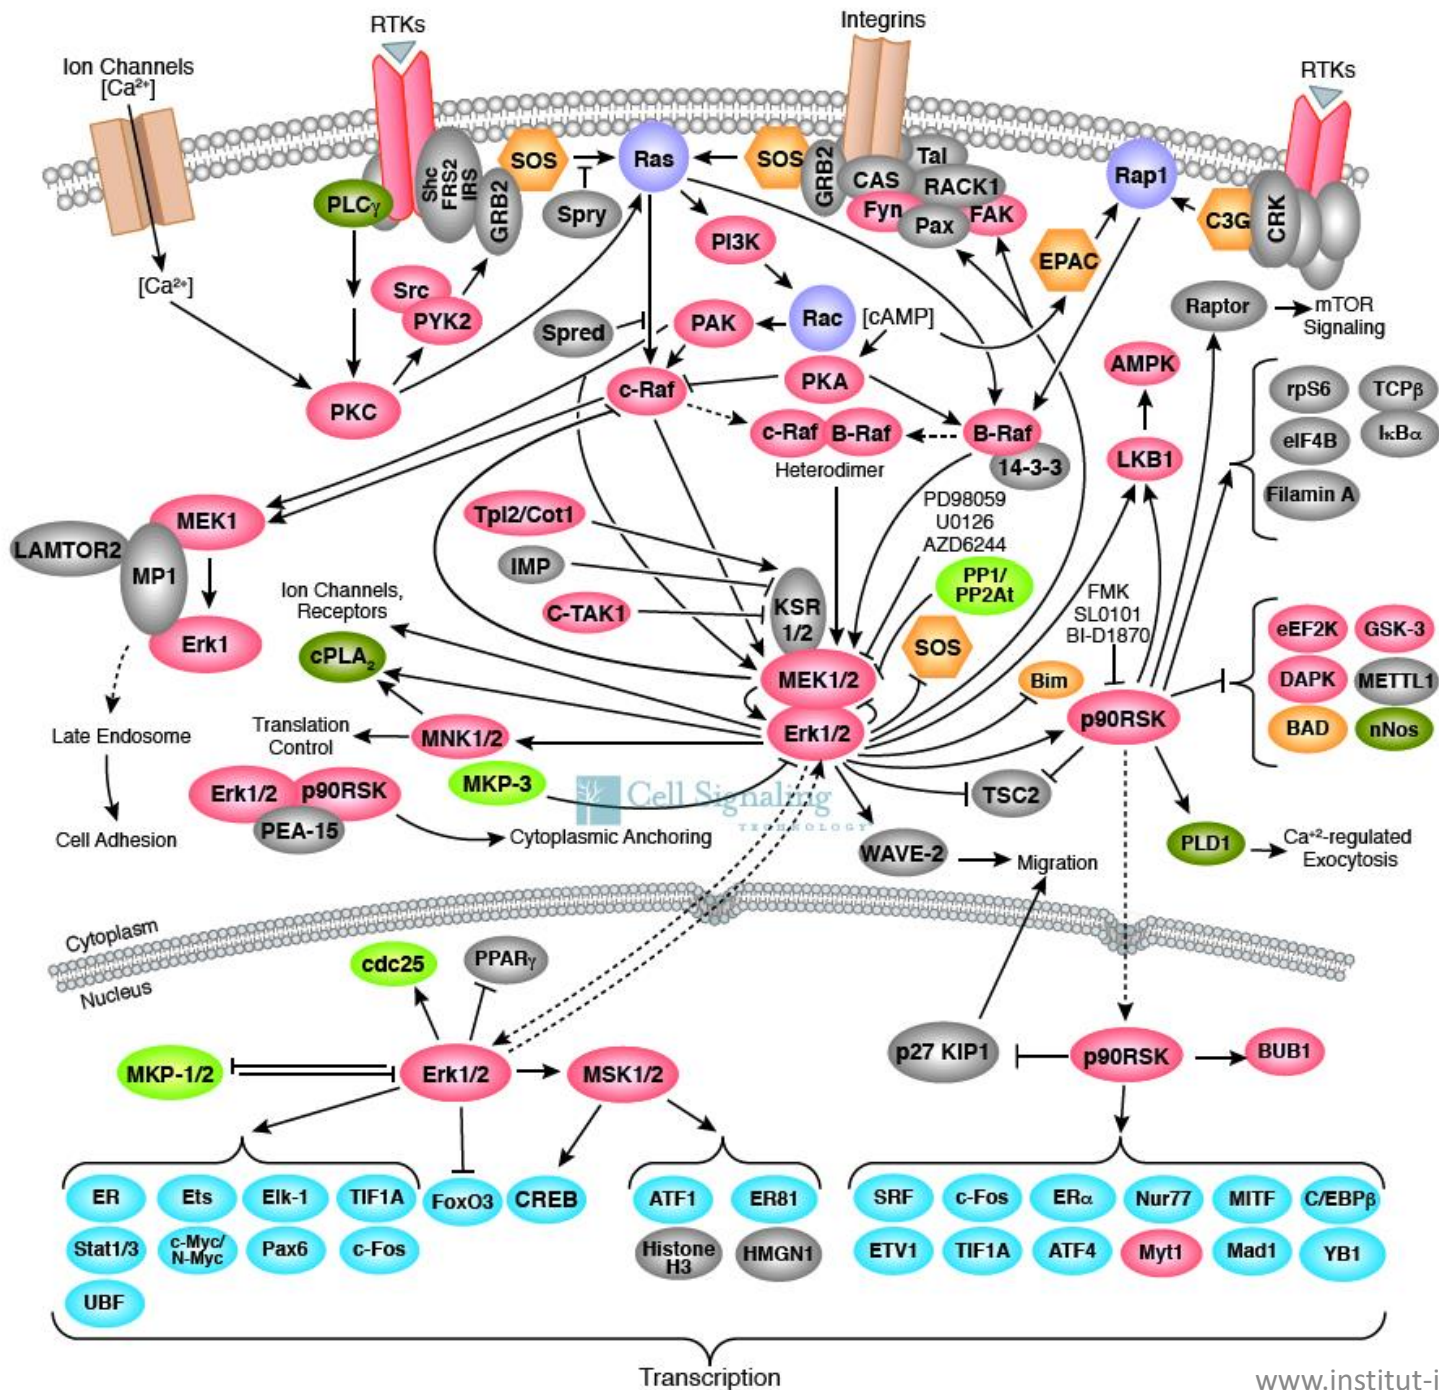 RTKs
Integrins
Ion Channels
[Ca²⁺]
RTKs
SOS
Ras
SOS
GRB2
Tal
CAS
RACK1
Fyn
Pax
FAK
Rap1
C3G
CRK
PLCγ
Shc
FRS2
IRS
GRB2
Spry
PI3K
EPAC
[Ca²⁺]
Src
PYK2
Spred
PAK
Rac
[cAMP]
Raptor
mTOR
Signaling
PKC
c-Raf
PKA
AMPK
rpS6
TCPβ
c-Raf
B-Raf
Heterodimer
B-Raf
14-3-3
LKB1
eIF4B
IκBα
Filamin A
MEK1
LAMTOR2
MP1
Erk1
Tpl2/Cot1
IMP
C-TAK1
KSR
1/2
PD98059
U0126
AZD6244
PP1/
PP2At
SOS
FMK
SL0101
BI-D1870
eEF2K
GSK-3
DAPK
METTL1
BAD
nNos
Ion Channels,
Receptors
cPLA₂
MEK1/2
Erk1/2
Bim
p90RSK
Late Endosome
Translation
Control
MNK1/2
MKP-3
Erk1/2
p90RSK
PEA-15
Cytoplasmic Anchoring
Cell Signaling
TECHNOLOGY
TSC2
Cell Adhesion
WAVE-2
Migration
PLD1
Ca⁺²-regulated
Exocytosis
Cytoplasm
Nucleus
cdc25
PPARγ
MKP-1/2
Erk1/2
MSK1/2
p27 KIP1
p90RSK
BUB1
ER
Ets
Elk-1
TIF1A
FoxO3
CREB
ATF1
ER81
SRF
c-Fos
ERα
Nur77
MITF
C/EBPβ
Stat1/3
c-Myc/
N-Myc
Pax6
c-Fos
Histone
H3
HMGN1
ETV1
TIF1A
ATF4
Myt1
Mad1
YB1
UBF
Transcription
www.institut-i